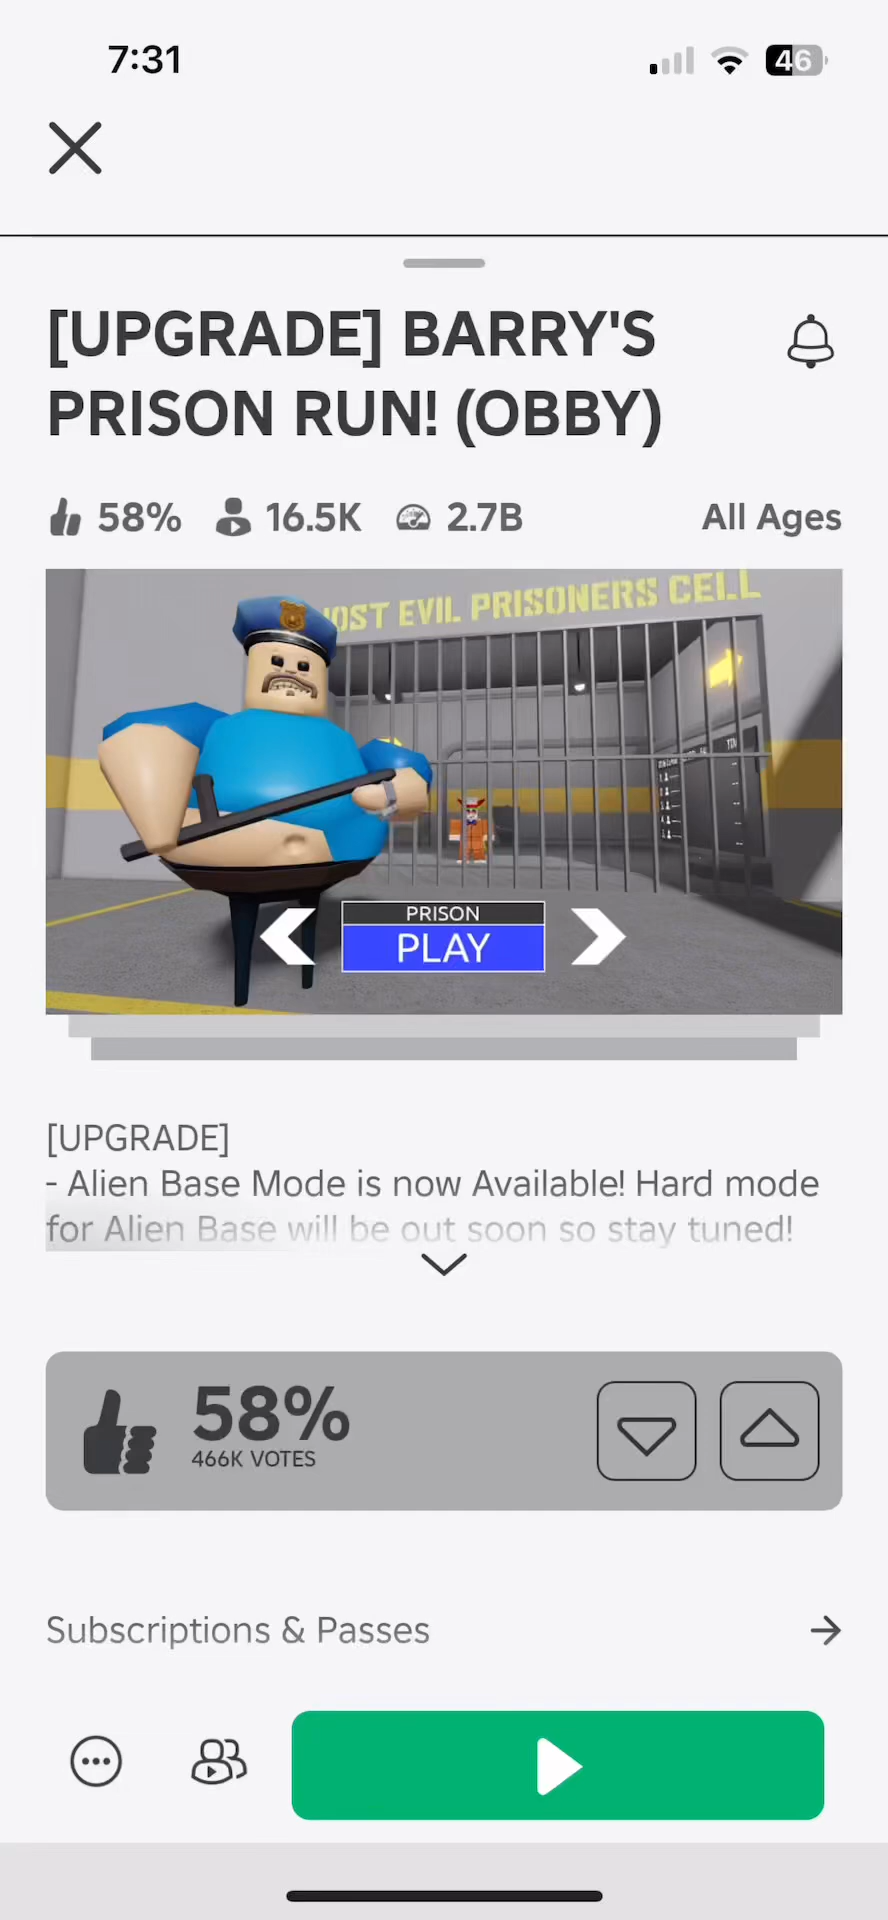 7:31
46
[UPGRADE] BARRY'S
PRISON RUN! (OBBY)
58% 16.5K 2.7B All Ages
MOST EVIL PRISONERS CELL
PRISON
PLAY
[UPGRADE]
- Alien Base Mode is now Available! Hard mode
for Alien Base will be out soon so stay tuned!
58%
466K VOTES
Subscriptions & Passes